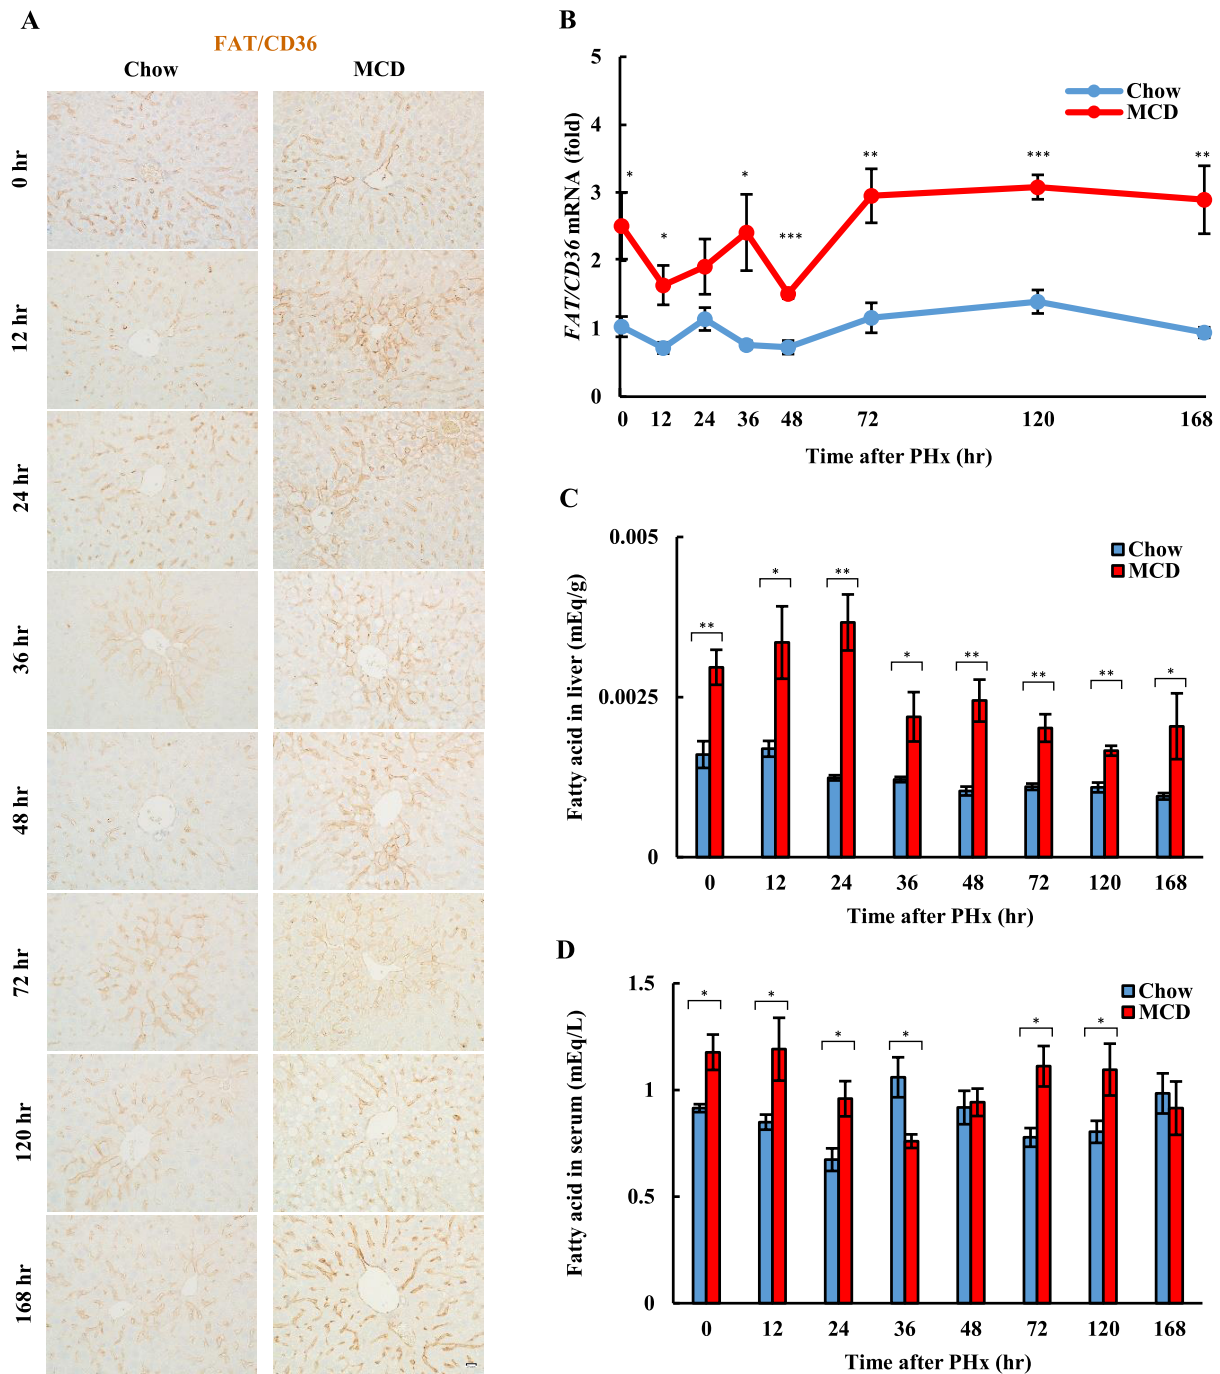 A
FAT/CD36
Chow MCD
0 hr
12 hr
24 hr
36 hr
48 hr
72 hr
120 hr
168 hr
B
FAT/CD36 mRNA (fold)
5
4
3
2
1
0
Chow
MCD
* * * *** ** *** **
0 12 24 36 48 72 120 168
Time after PHx (hr)
C
Fatty acid in liver (mEq/g)
0.005
0.0025
0
Chow
MCD
** * ** * ** ** ** *
0 12 24 36 48 72 120 168
Time after PHx (hr)
D
Fatty acid in serum (mEq/L)
1.5
1
0.5
0
Chow
MCD
* * * * * *
0 12 24 36 48 72 120 168
Time after PHx (hr)